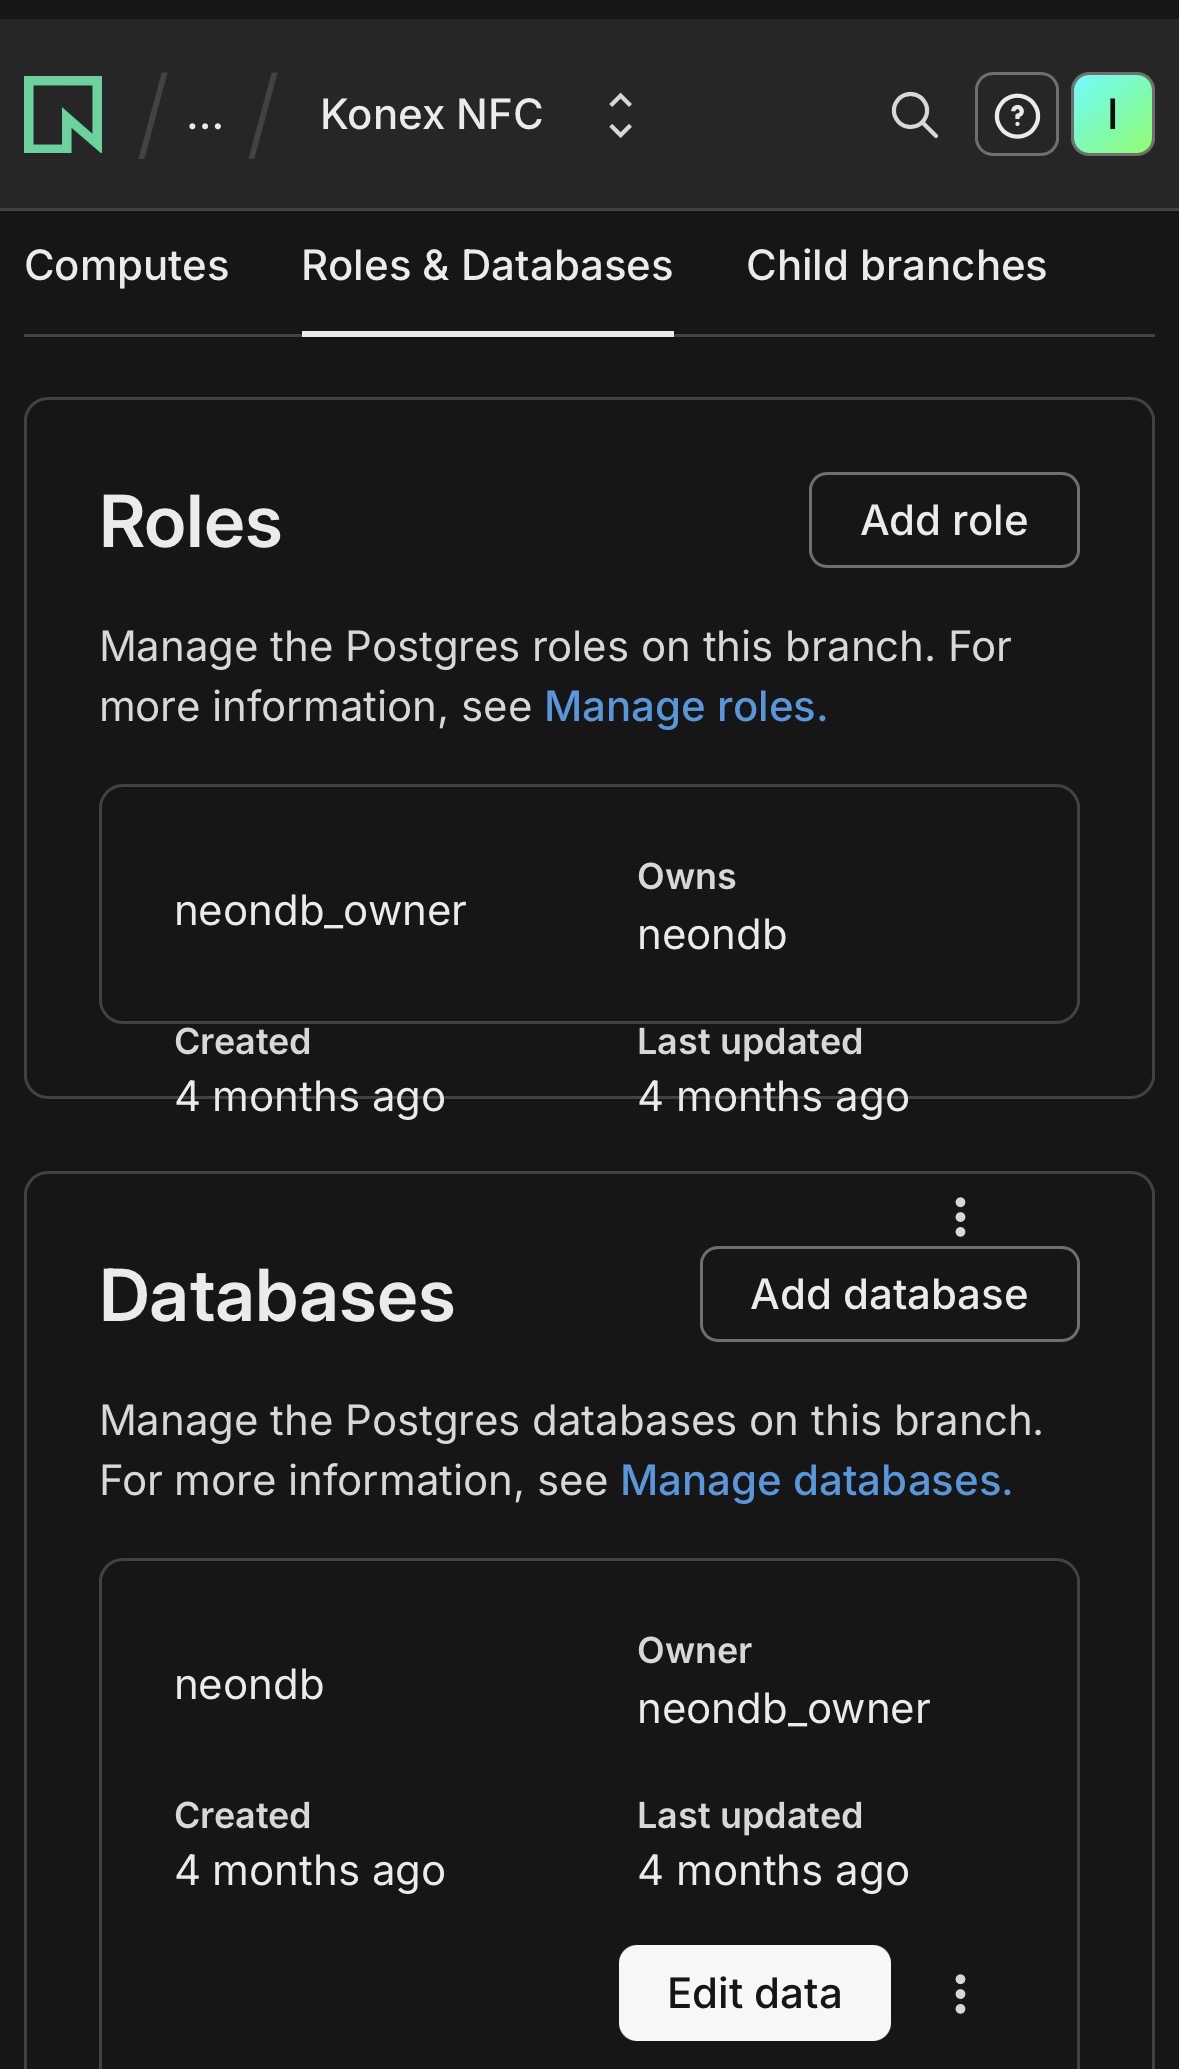 ...
Konex NFC
I
Computes
Roles & Databases
Child branches
Roles
Add role
Manage the Postgres roles on this branch. For
more information, see Manage roles.
neondb_owner
Owns
neondb
Created
4 months ago
Last updated
4 months ago
Databases
Add database
Manage the Postgres databases on this branch.
For more information, see Manage databases.
neondb
Owner
neondb_owner
Created
4 months ago
Last updated
4 months ago
Edit data